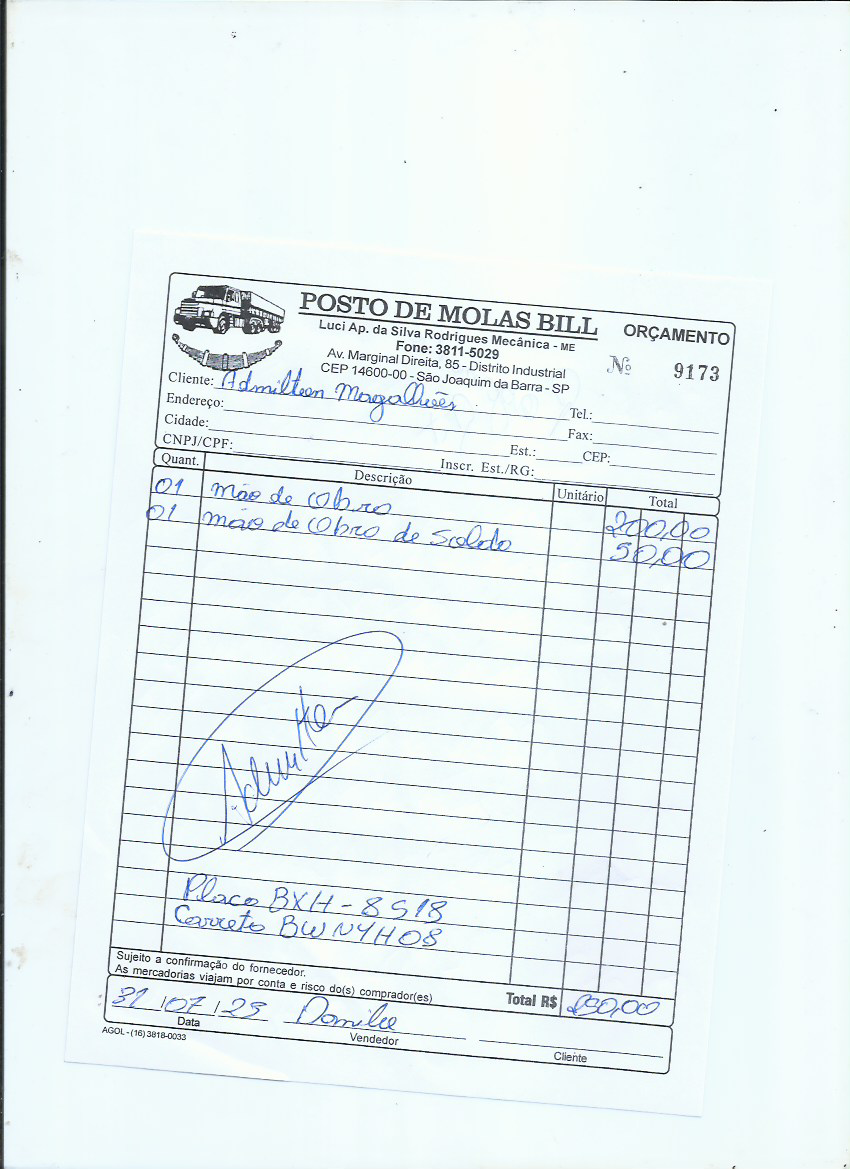 POSTO DE MOLAS BILL
ORÇAMENTO
Luci Ap. da Silva Rodrigues Mecânica - ME
Fone: 3811-5029
Av. Marginal Direita, 85 - Distrito Industrial
CEP 14600-00 - São Joaquim da Barra - SP
Nº 9173
Cliente: Admilton Magalhães
Endereço: Tel.:
Cidade: Fax:
CNPJ/CPF: Est.: CEP:
Inscr. Est./RG:
Quant. Descrição Unitário Total
01 mão de Obra 200,00
01 mão de Obra de Solda 50,00
Admilton
Placa BXH - 8518
Carreta BWN4H08
Sujeito a confirmação do fornecedor.
As mercadorias viajam por conta e risco do(s) comprador(es)
Total R$ 250,00
31 / 07 / 23 Danilo
Data Vendedor Cliente
AGOL - (16) 3818-0033